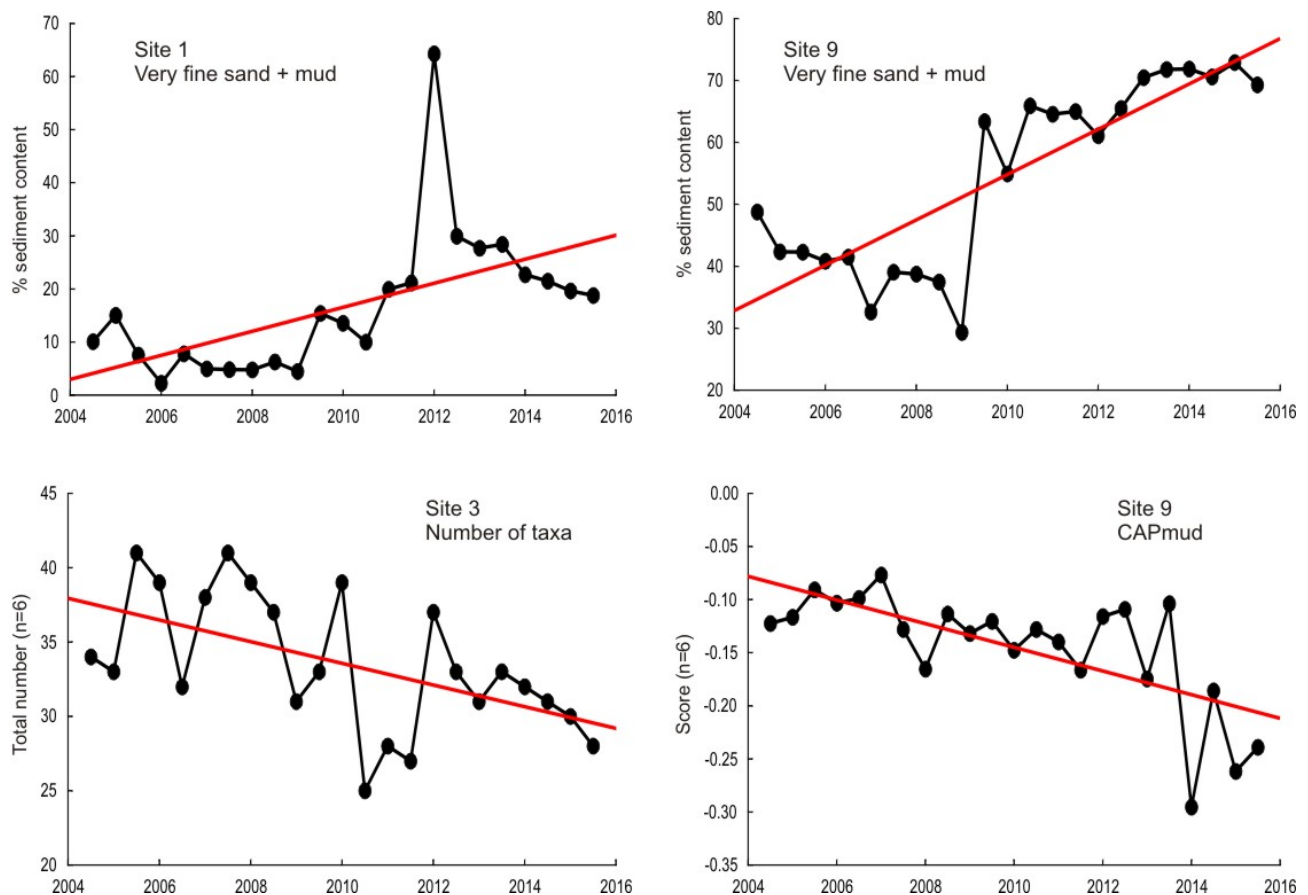 Site 1
Very fine sand + mud
% sediment content
70
60
50
40
30
20
10
0
2004 2006 2008 2010 2012 2014 2016
Site 9
Very fine sand + mud
% sediment content
80
70
60
50
40
30
20
2004 2006 2008 2010 2012 2014 2016
Site 3
Number of taxa
Total number (n=6)
45
40
35
30
25
20
2004 2006 2008 2010 2012 2014 2016
Site 9
CAPmud
Score (n=6)
0.00
-0.05
-0.10
-0.15
-0.20
-0.25
-0.30
-0.35
2004 2006 2008 2010 2012 2014 2016